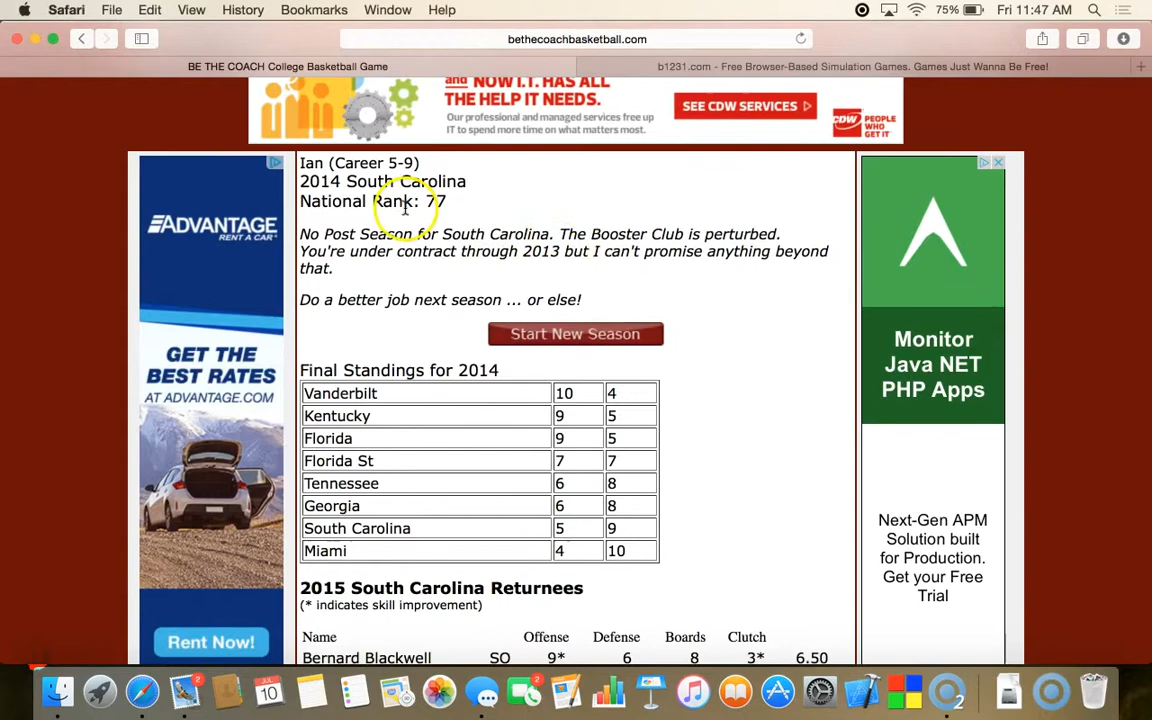 Safari File Edit View History Bookmarks Window Help 75% Fri 11:47 AM
bethecoachbasketball.com
BE THE COACH College Basketball Game b1231.com - Free Browser-Based Simulation Games. Games Just Wanna Be Free!
and NOW I.T. HAS ALL
THE HELP IT NEEDS.
Our professional and managed services free up
IT to spend more time on what matters most.
SEE CDW SERVICES
CDW PEOPLE
WHO
GET IT
ADVANTAGE
RENT A CAR
GET THE
BEST RATES
AT ADVANTAGE.COM
Rent Now!
Ian (Career 5-9)
2014 South Carolina
National Rank: 77
No Post Season for South Carolina. The Booster Club is perturbed.
You're under contract through 2013 but I can't promise anything beyond
that.
Do a better job next season ... or else!
Start New Season
Final Standings for 2014
Vanderbilt 10 4
Kentucky 9 5
Florida 9 5
Florida St 7 7
Tennessee 6 8
Georgia 6 8
South Carolina 5 9
Miami 4 10
2015 South Carolina Returnees
(* indicates skill improvement)
Name Offense Defense Boards Clutch
Bernard Blackwell SO 9* 6 8 3* 6.50
Monitor
Java NET
PHP Apps
Next-Gen APM
Solution built
for Production.
Get your Free
Trial
2
JUL
10
2
2